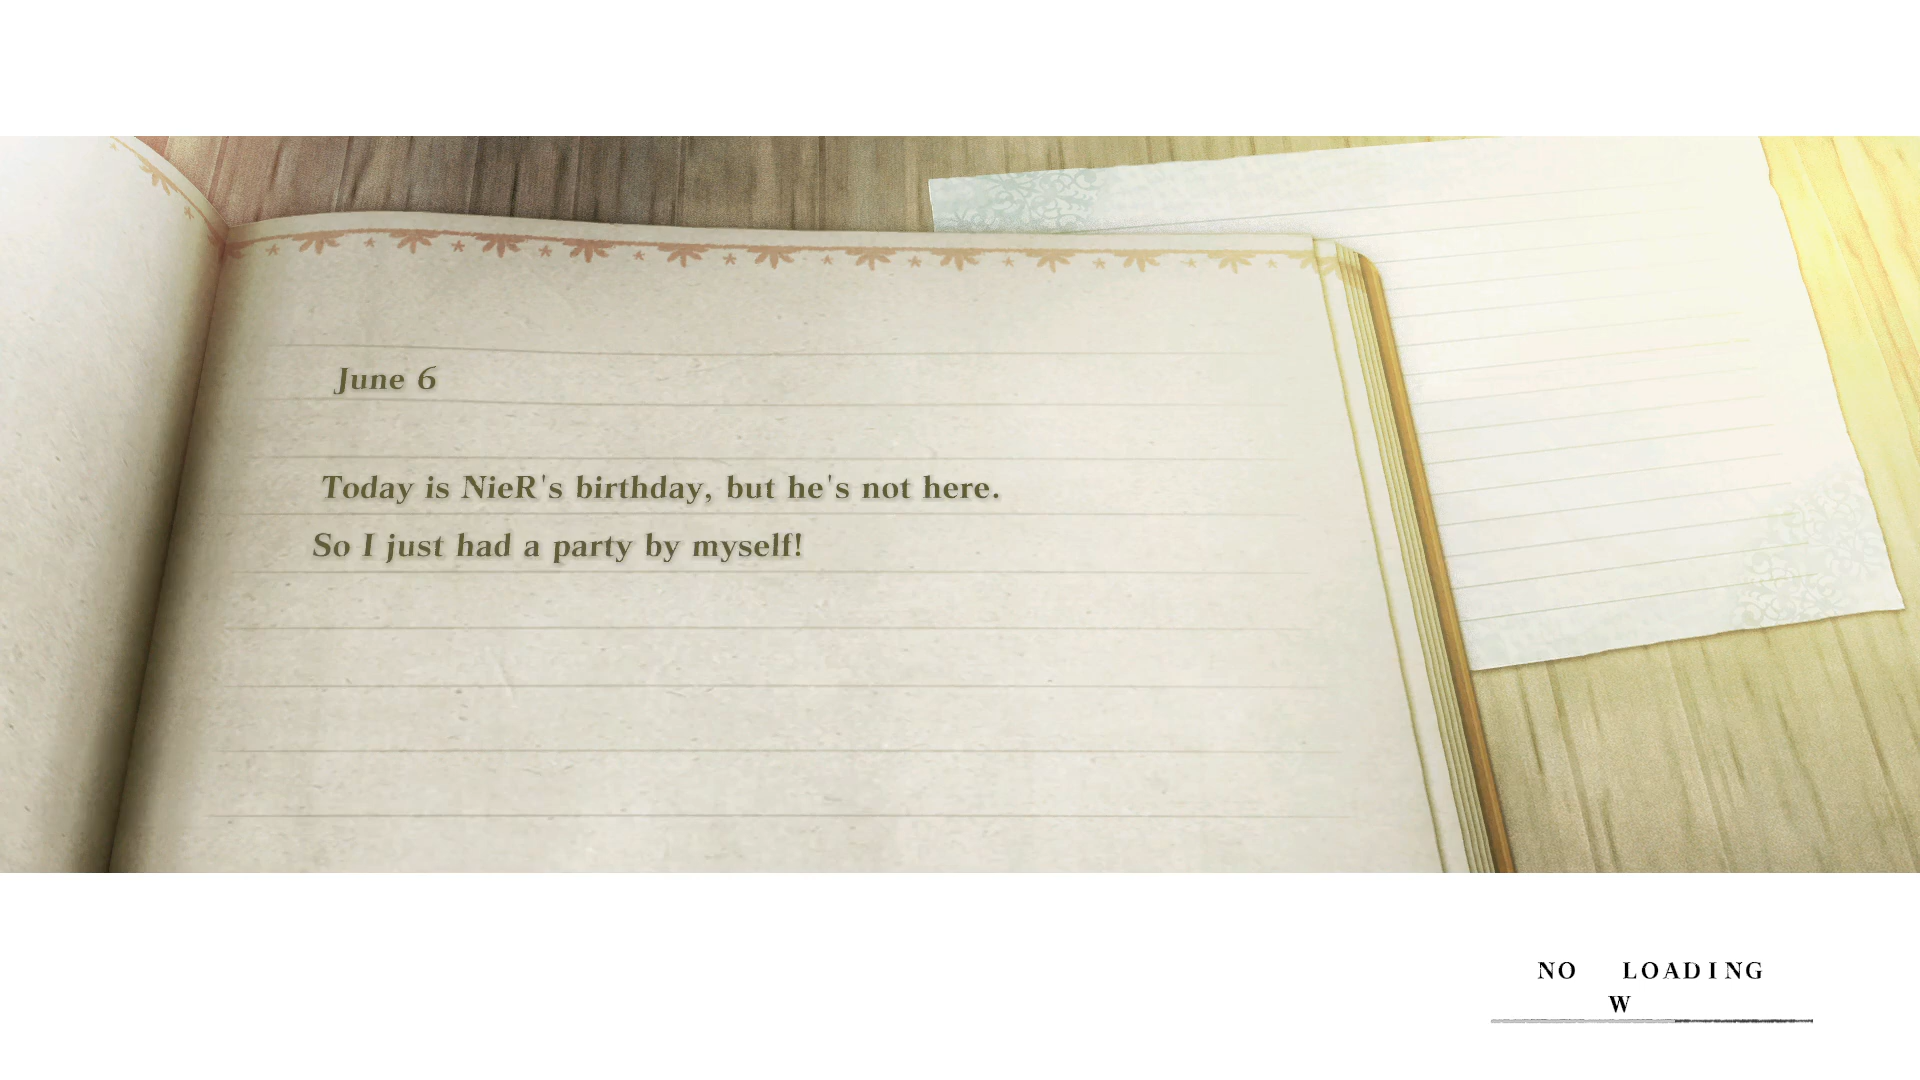 June 6
Today is NieR's birthday, but he's not here.
So I just had a party by myself!
NO LOADING
W